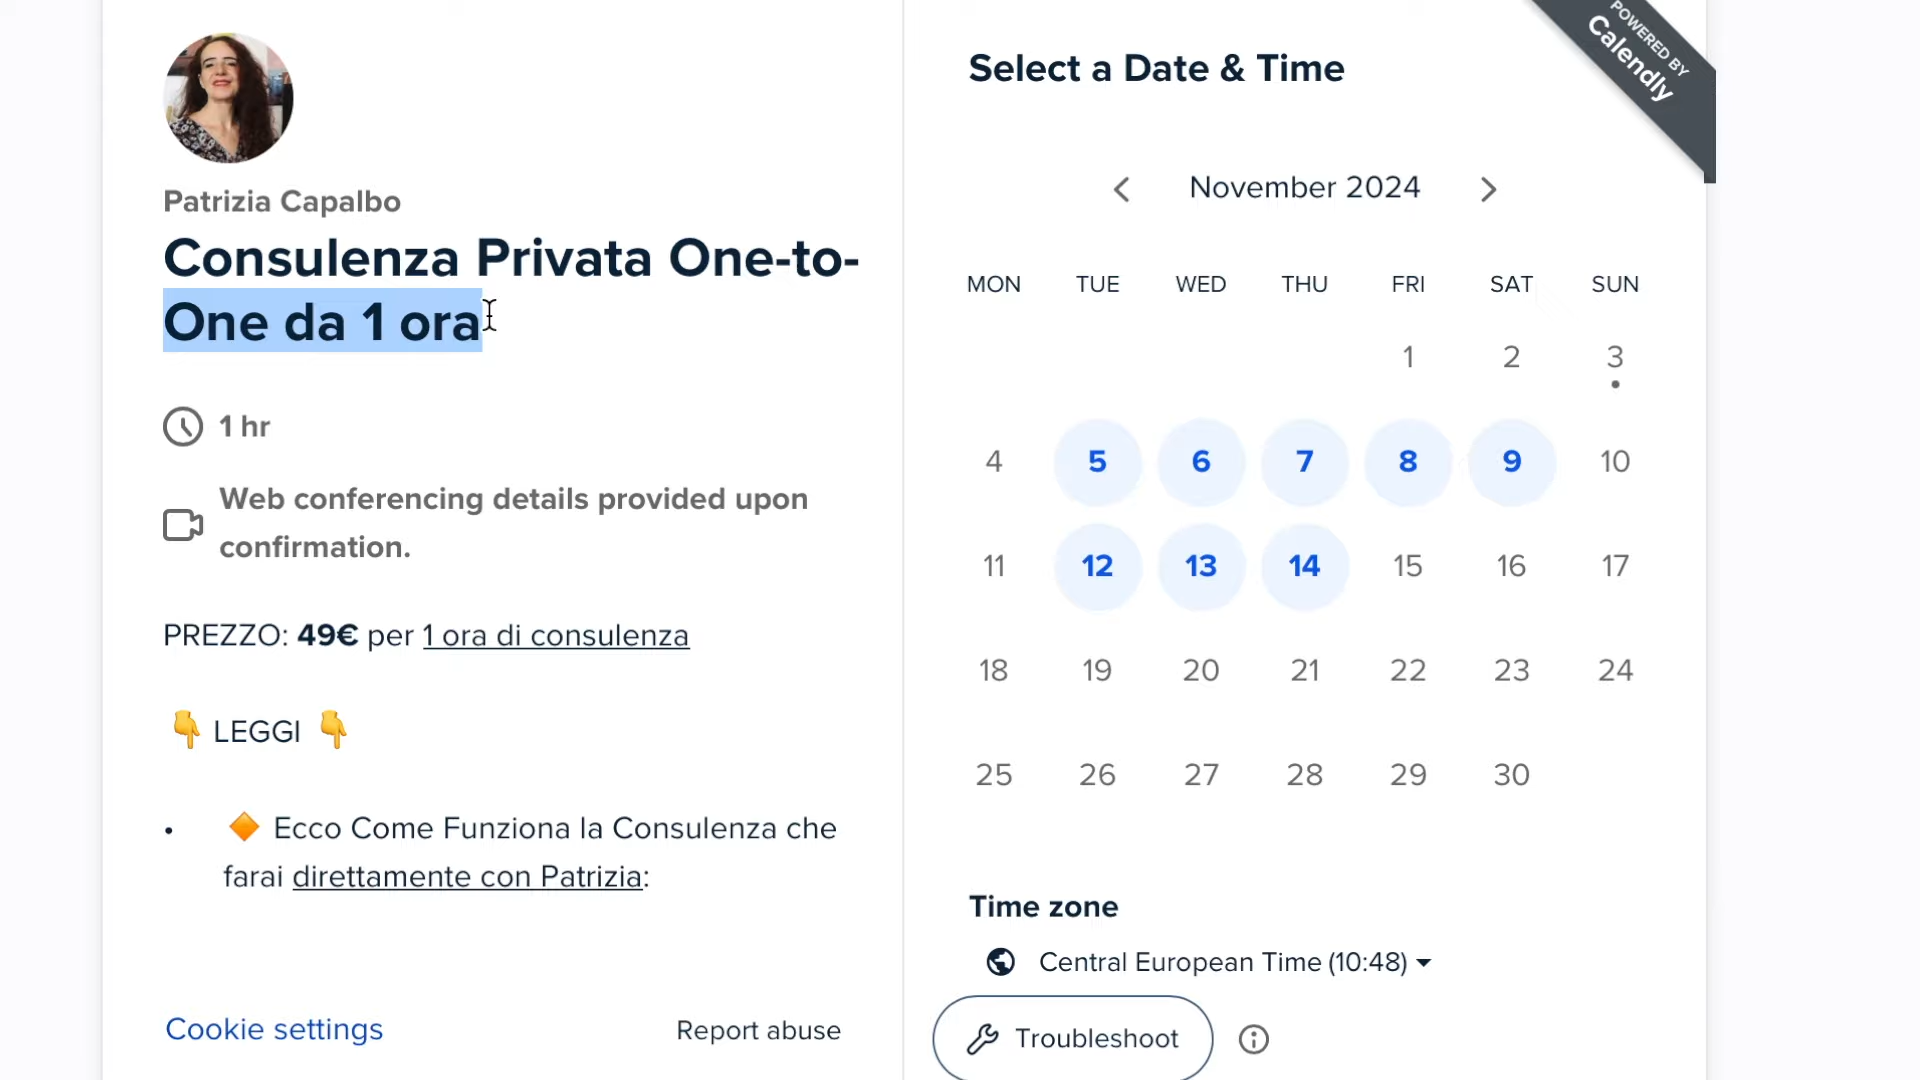 Patrizia Capalbo
Consulenza Privata One-to-
One da 1 ora
1 hr
Web conferencing details provided upon
confirmation.
PREZZO: 49€ per 1 ora di consulenza
👇 LEGGI 👇
• 🔶 Ecco Come Funziona la Consulenza che
farai direttamente con Patrizia:
Cookie settings
Report abuse
Select a Date & Time
POWERED BY
Calendly
November 2024
MON TUE WED THU FRI SAT SUN
1 2 3
4 5 6 7 8 9 10
11 12 13 14 15 16 17
18 19 20 21 22 23 24
25 26 27 28 29 30
Time zone
Central European Time (10:48)
Troubleshoot